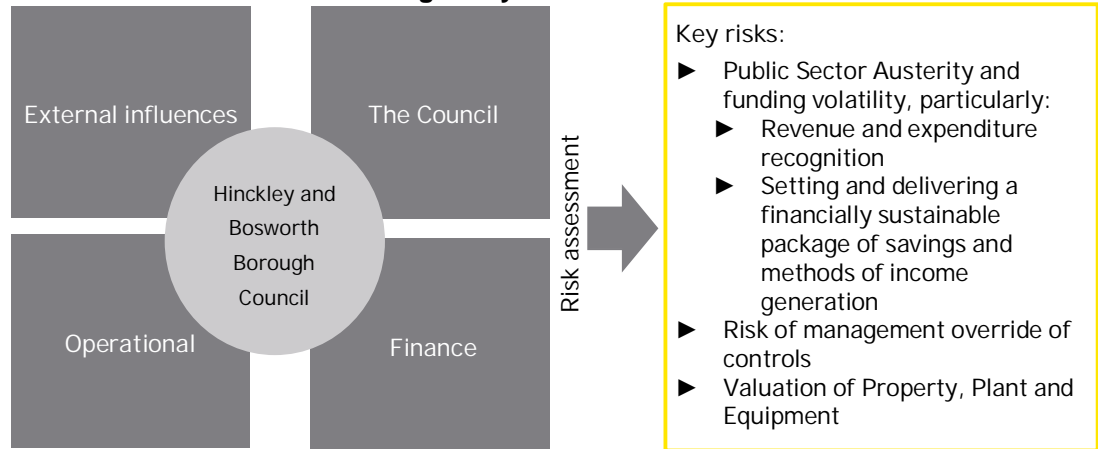 External influences
The Council
Hinckley and
Bosworth
Borough
Council
Operational
Finance
Risk assessment
Key risks:
► Public Sector Austerity and
funding volatility, particularly:
► Revenue and expenditure
recognition
► Setting and delivering a
financially sustainable
package of savings and
methods of income
generation
► Risk of management override of
controls
► Valuation of Property, Plant and
Equipment